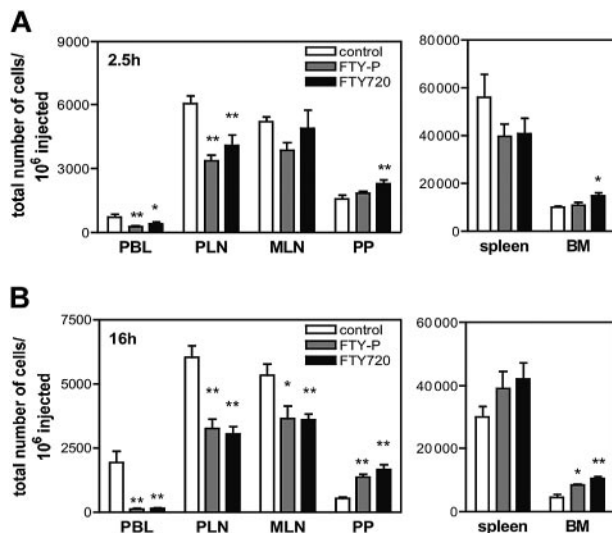 A
total number of cells/
10⁶ injected
9000
6000
3000
0
2.5h
control
FTY-P
FTY720
**
*
**
**
**
PBL
PLN
MLN
PP
80000
60000
40000
20000
0
*
spleen
BM
B
total number of cells/
10⁶ injected
7500
5000
2500
0
16h
control
FTY-P
FTY720
**
**
**
**
*
**
**
**
PBL
PLN
MLN
PP
60000
40000
20000
0
*
**
spleen
BM